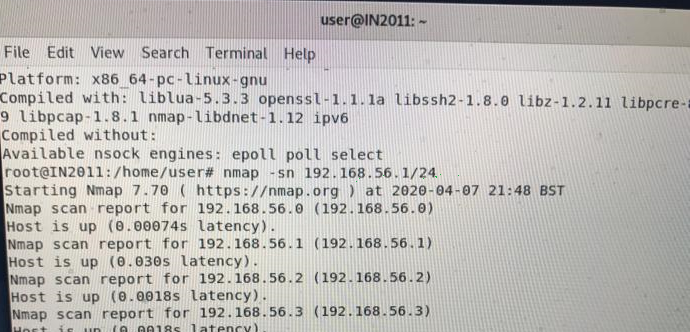 user@IN2011: ~
File Edit View Search Terminal Help
Platform: x86_64-pc-linux-gnu
Compiled with: liblua-5.3.3 openssl-1.1.1a libssh2-1.8.0 libz-1.2.11 libpcre-8
9 libpcap-1.8.1 nmap-libdnet-1.12 ipv6
Compiled without:
Available nsock engines: epoll poll select
root@IN2011:/home/user# nmap -sn 192.168.56.1/24
Starting Nmap 7.70 ( https://nmap.org ) at 2020-04-07 21:48 BST
Nmap scan report for 192.168.56.0 (192.168.56.0)
Host is up (0.00074s latency).
Nmap scan report for 192.168.56.1 (192.168.56.1)
Host is up (0.030s latency).
Nmap scan report for 192.168.56.2 (192.168.56.2)
Host is up (0.0018s latency).
Nmap scan report for 192.168.56.3 (192.168.56.3)
Host is up (0.0018s latency).